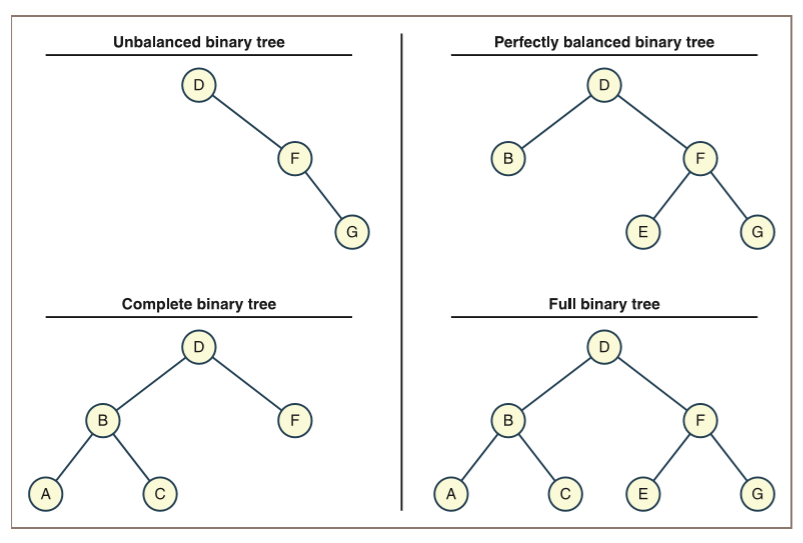 Unbalanced binary tree
D
F
G
Perfectly balanced binary tree
D
B
F
E
G
Complete binary tree
D
B
F
A
C
Full binary tree
D
B
F
A
C
E
G